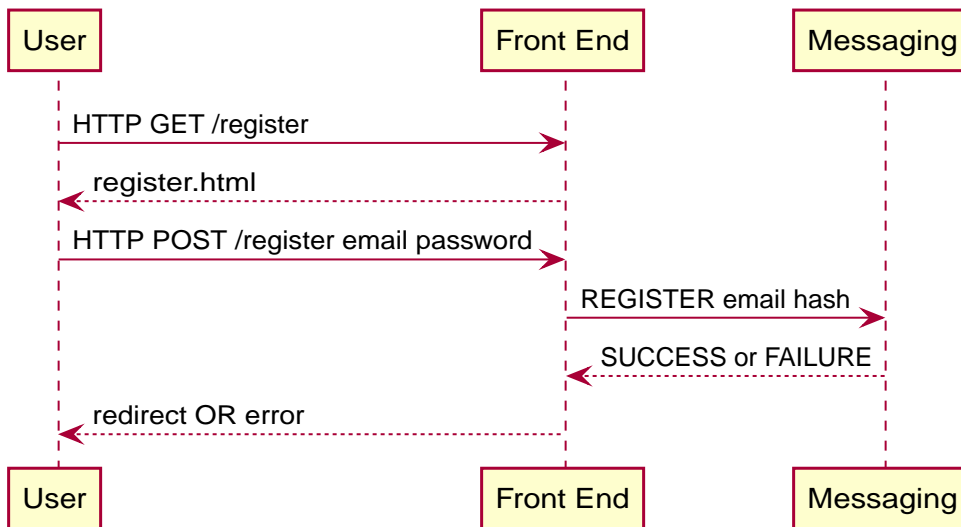 User
Front End
Messaging
HTTP GET /register
register.html
HTTP POST /register email password
REGISTER email hash
SUCCESS or FAILURE
redirect OR error
User
Front End
Messaging